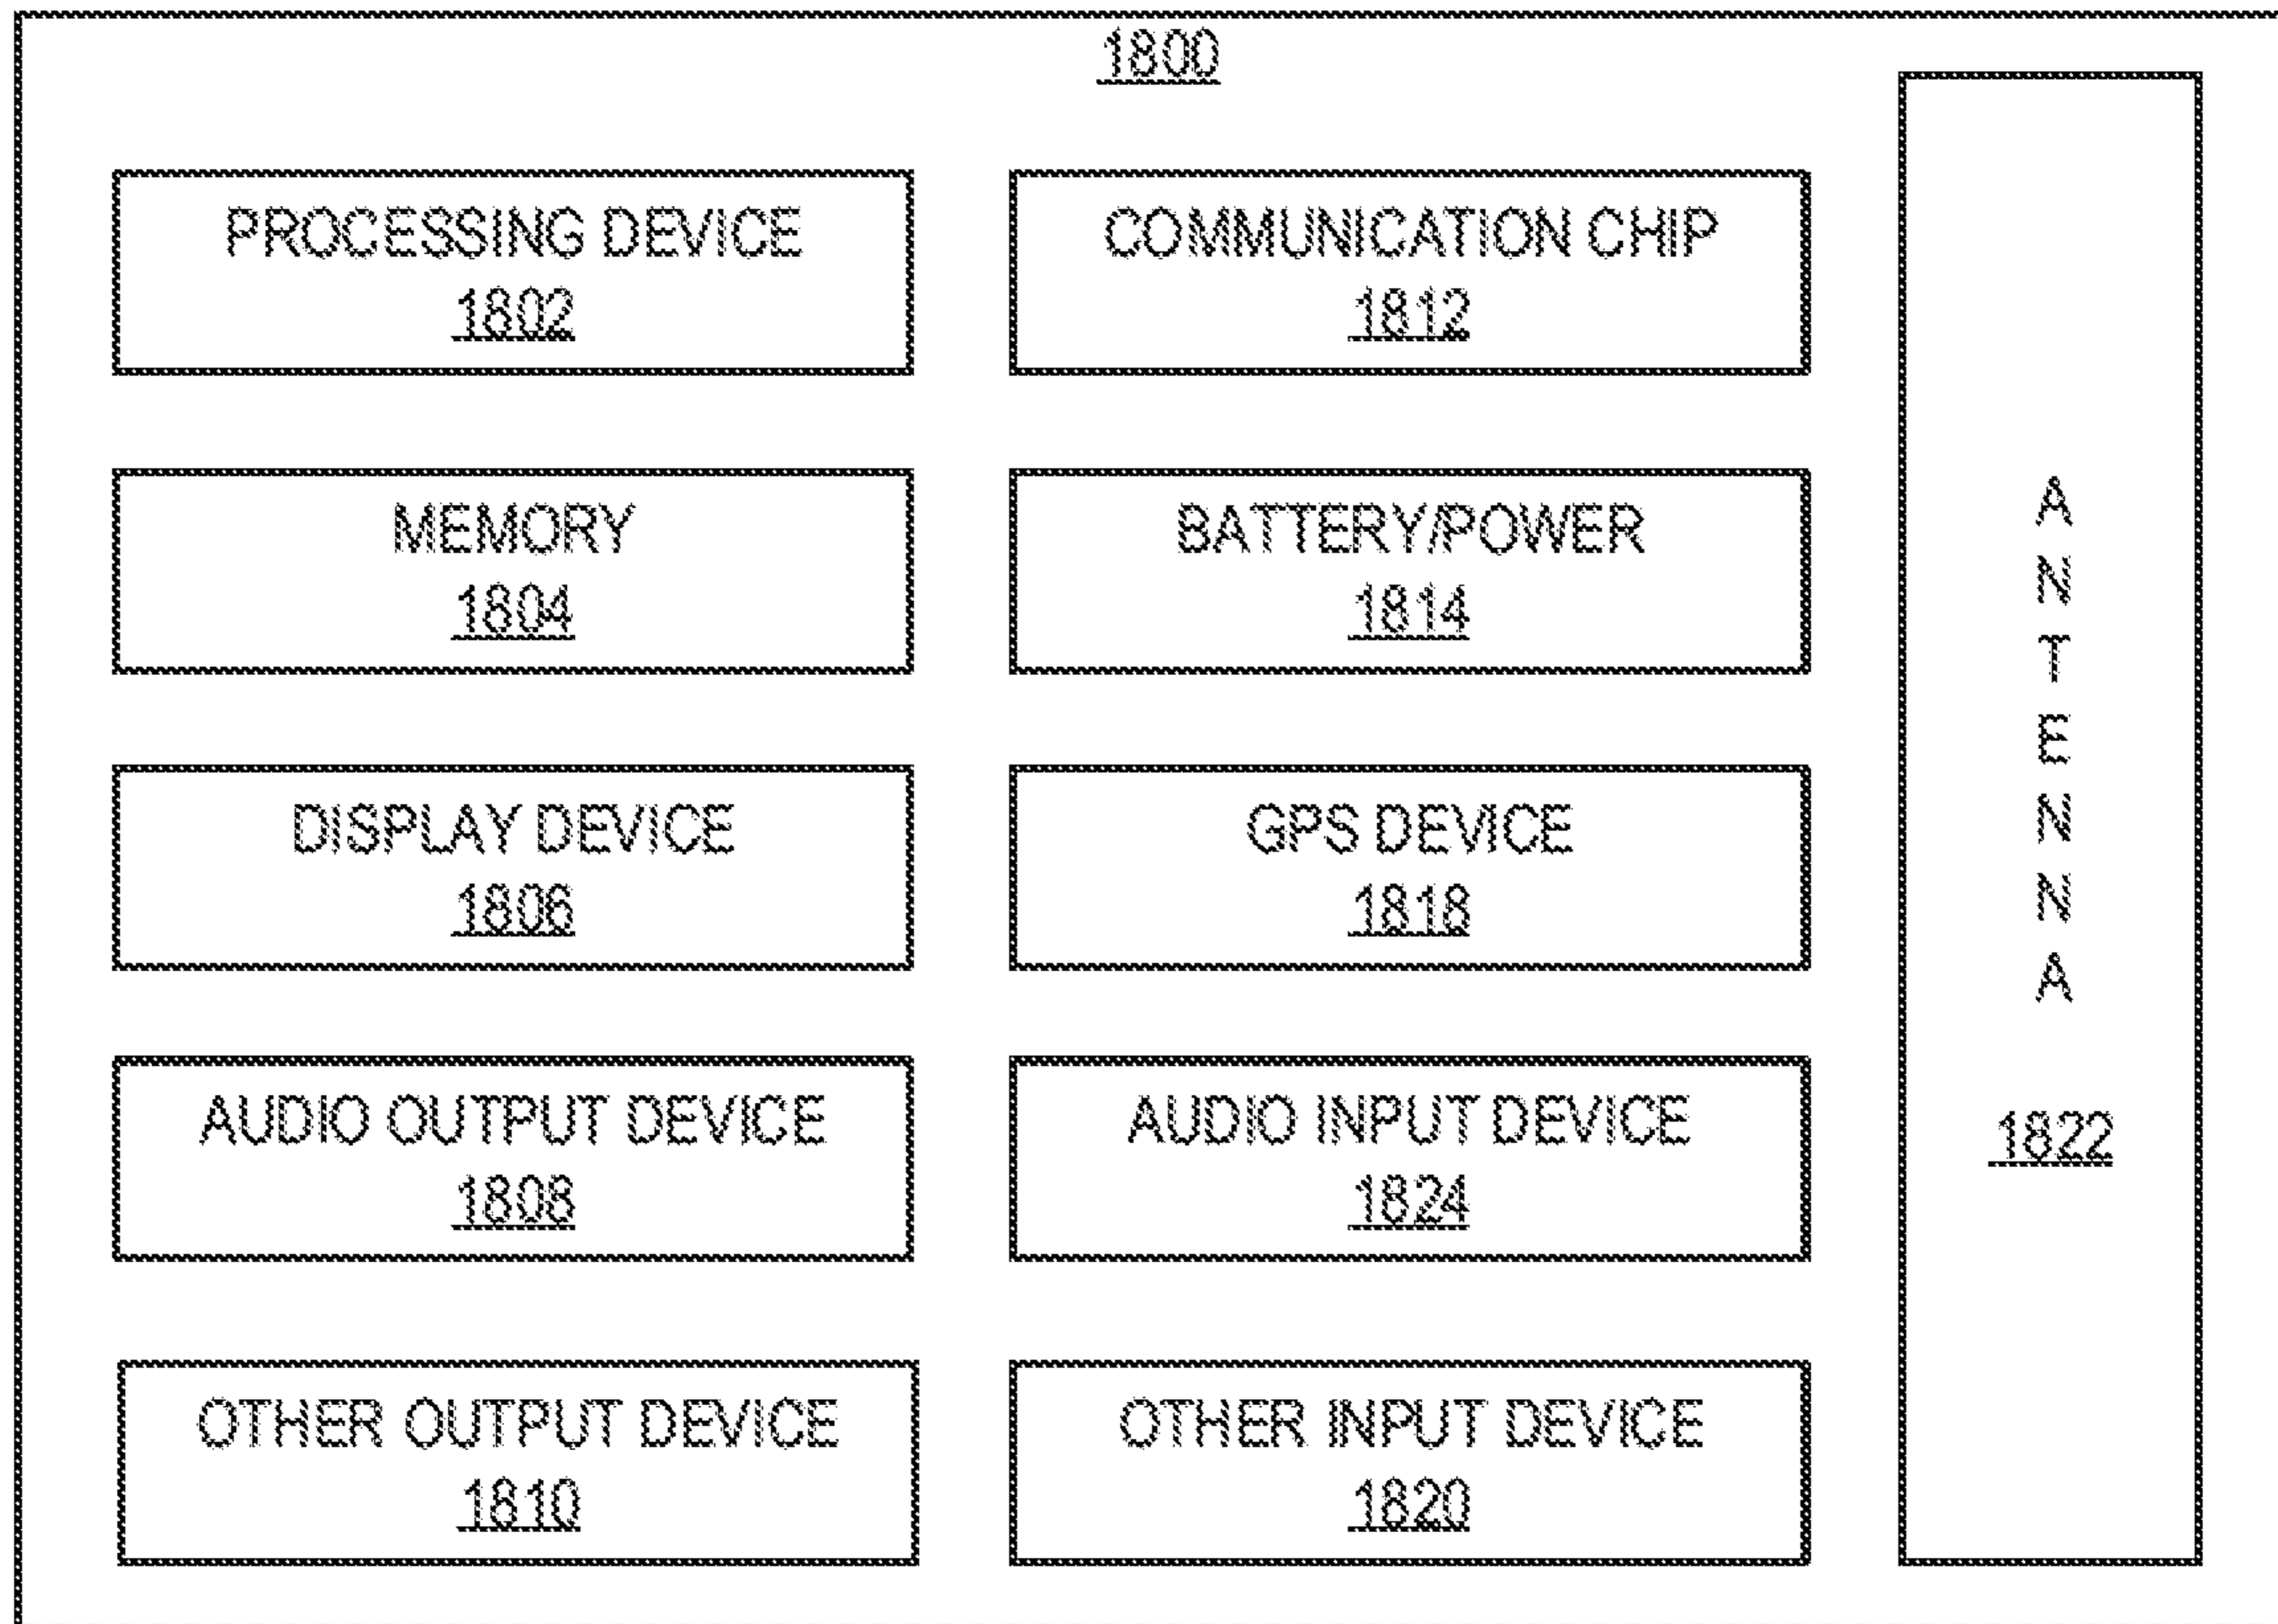 1800
PROCESSING DEVICE
1802
COMMUNICATION CHIP
1812
MEMORY
1804
BATTERY/POWER
1814
DISPLAY DEVICE
1806
GPS DEVICE
1818
AUDIO OUTPUT DEVICE
1808
AUDIO INPUT DEVICE
1824
OTHER OUTPUT DEVICE
1810
OTHER INPUT DEVICE
1820
ANTENNA
1822